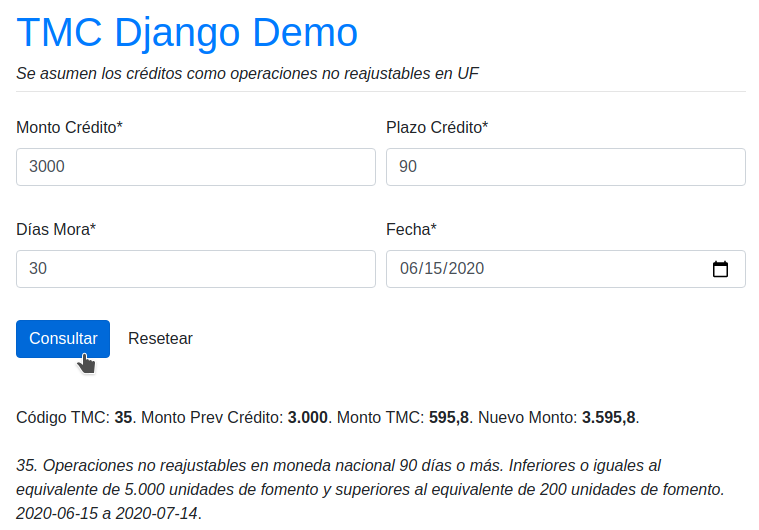 TMC Django Demo
Se asumen los créditos como operaciones no reajustables en UF
Monto Crédito* Plazo Crédito*
3000 90
Días Mora* Fecha*
30 06/15/2020
Consultar Resetear
Código TMC: 35. Monto Prev Crédito: 3.000. Monto TMC: 595,8. Nuevo Monto: 3.595,8.
35. Operaciones no reajustables en moneda nacional 90 días o más. Inferiores o iguales al
equivalente de 5.000 unidades de fomento y superiores al equivalente de 200 unidades de fomento.
2020-06-15 a 2020-07-14.